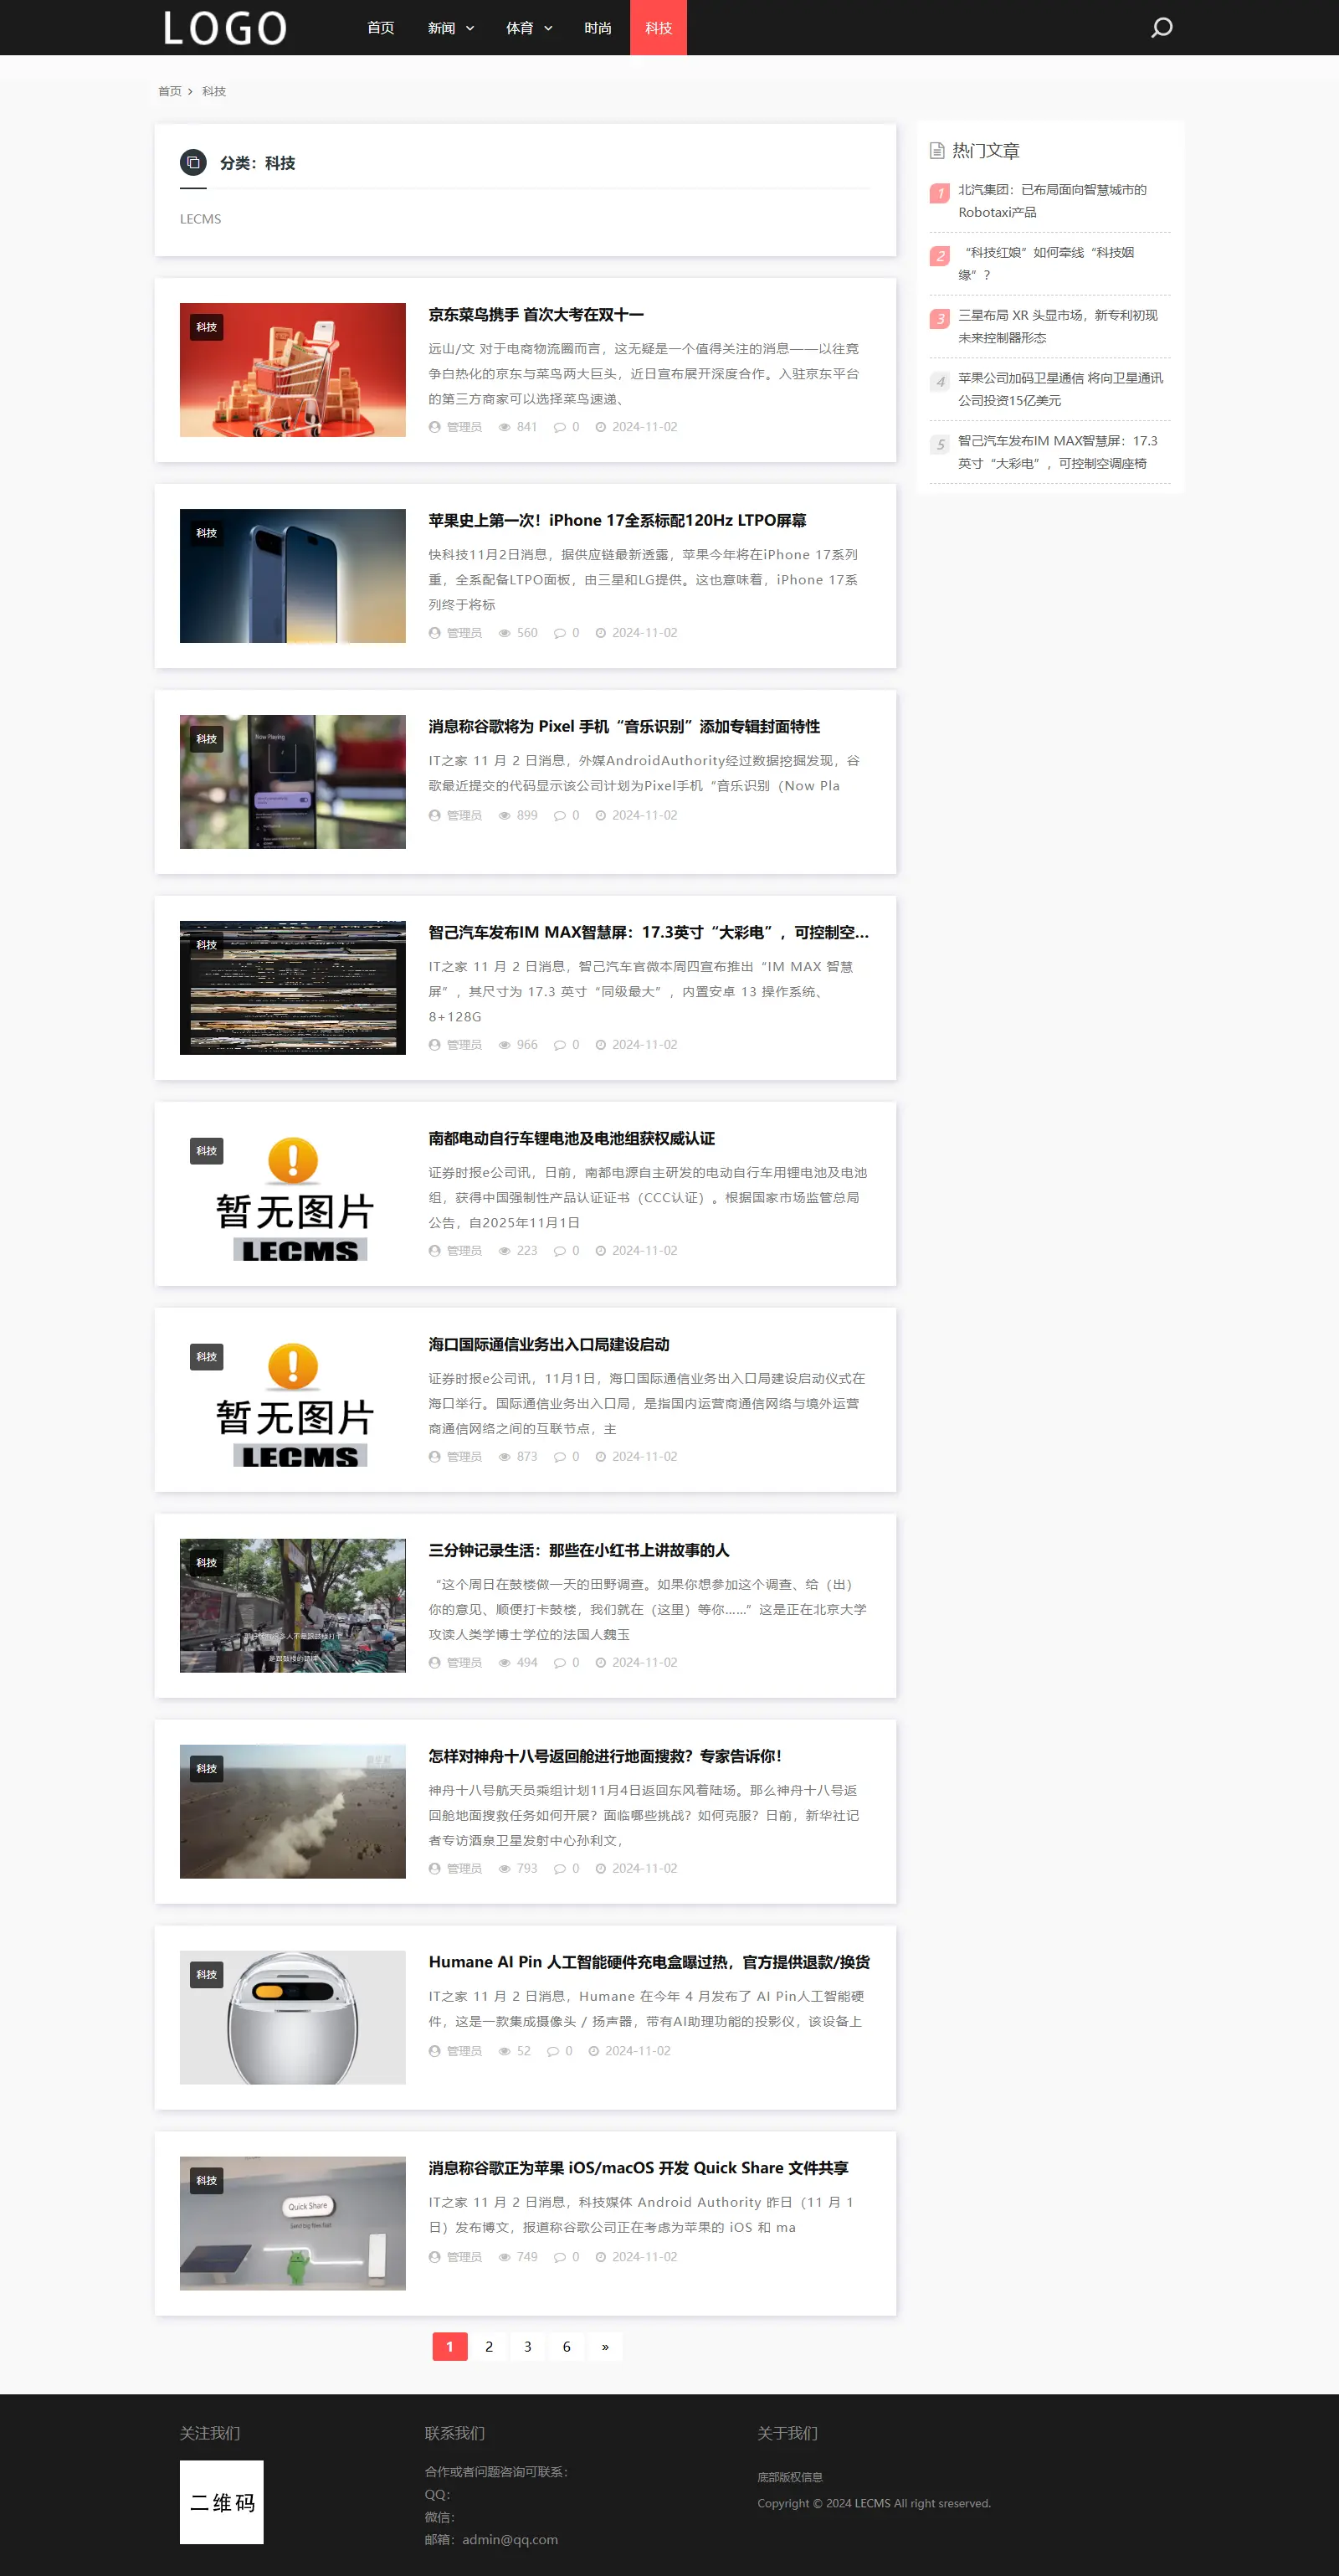 LOGO
首页 新闻 体育 时尚 科技
首页 › 科技
分类：科技
LECMS
科技
京东菜鸟携手 首次大考在双十一
远山/文 对于电商物流圈而言，这无疑是一个值得关注的消息——以往竞
争白热化的京东与菜鸟两大巨头，近日宣布展开深度合作。入驻京东平台
的第三方商家可以选择菜鸟速递、
管理员 841 0 2024-11-02
科技
苹果史上第一次！iPhone 17全系标配120Hz LTPO屏幕
快科技11月2日消息，据供应链最新透露，苹果今年将在iPhone 17系列
重，全系配备LTPO面板，由三星和LG提供。这也意味着，iPhone 17系
列终于将标
管理员 560 0 2024-11-02
科技
Now Playing
消息称谷歌将为 Pixel 手机“音乐识别”添加专辑封面特性
IT之家 11 月 2 日消息，外媒AndroidAuthority经过数据挖掘发现，谷
歌最近提交的代码显示该公司计划为Pixel手机“音乐识别（Now Pla
管理员 899 0 2024-11-02
科技
智己汽车发布IM MAX智慧屏：17.3英寸“大彩电”，可控制空...
IT之家 11 月 2 日消息，智己汽车官微本周四宣布推出“IM MAX 智慧
屏”，其尺寸为 17.3 英寸“同级最大”，内置安卓 13 操作系统、
8+128G
管理员 966 0 2024-11-02
科技
暂无图片
LECMS
南都电动自行车锂电池及电池组获权威认证
证券时报e公司讯，日前，南都电源自主研发的电动自行车用锂电池及电池
组，获得中国强制性产品认证证书（CCC认证）。根据国家市场监管总局
公告，自2025年11月1日
管理员 223 0 2024-11-02
科技
暂无图片
LECMS
海口国际通信业务出入口局建设启动
证券时报e公司讯，11月1日，海口国际通信业务出入口局建设启动仪式在
海口举行。国际通信业务出入口局，是指国内运营商通信网络与境外运营
商通信网络之间的互联节点，主
管理员 873 0 2024-11-02
科技
三分钟记录生活：那些在小红书上讲故事的人
“这个周日在鼓楼做一天的田野调查。如果你想参加这个调查、给（出）
你的意见、顺便打卡鼓楼，我们就在（这里）等你……”这是正在北京大学
攻读人类学博士学位的法国人魏玉
管理员 494 0 2024-11-02
科技
怎样对神舟十八号返回舱进行地面搜救？专家告诉你！
神舟十八号航天员乘组计划11月4日返回东风着陆场。那么神舟十八号返
回舱地面搜救任务如何开展？面临哪些挑战？如何克服？日前，新华社记
者专访酒泉卫星发射中心孙利文，
管理员 793 0 2024-11-02
科技
Humane AI Pin 人工智能硬件充电盒曝过热，官方提供退款/换货
IT之家 11 月 2 日消息，Humane 在今年 4 月发布了 AI Pin人工智能硬
件，这是一款集成摄像头 / 扬声器，带有AI助理功能的投影仪，该设备上
管理员 52 0 2024-11-02
科技
Quick Share
Send big files fast
消息称谷歌正为苹果 iOS/macOS 开发 Quick Share 文件共享
IT之家 11 月 2 日消息，科技媒体 Android Authority 昨日（11 月 1
日）发布博文，报道称谷歌公司正在考虑为苹果的 iOS 和 ma
管理员 749 0 2024-11-02
1 2 3 6 »
热门文章
1 北汽集团：已布局面向智慧城市的
Robotaxi产品
2 “科技红娘”如何牵线“科技姻
缘”？
3 三星布局 XR 头显市场，新专利初现
未来控制器形态
4 苹果公司加码卫星通信 将向卫星通讯
公司投资15亿美元
5 智己汽车发布IM MAX智慧屏：17.3
英寸“大彩电”，可控制空调座椅
关注我们
二维码
联系我们
合作或者问题咨询可联系：
QQ：
微信：
邮箱：admin@qq.com
关于我们
底部版权信息
Copyright © 2024 LECMS All right sreserved.